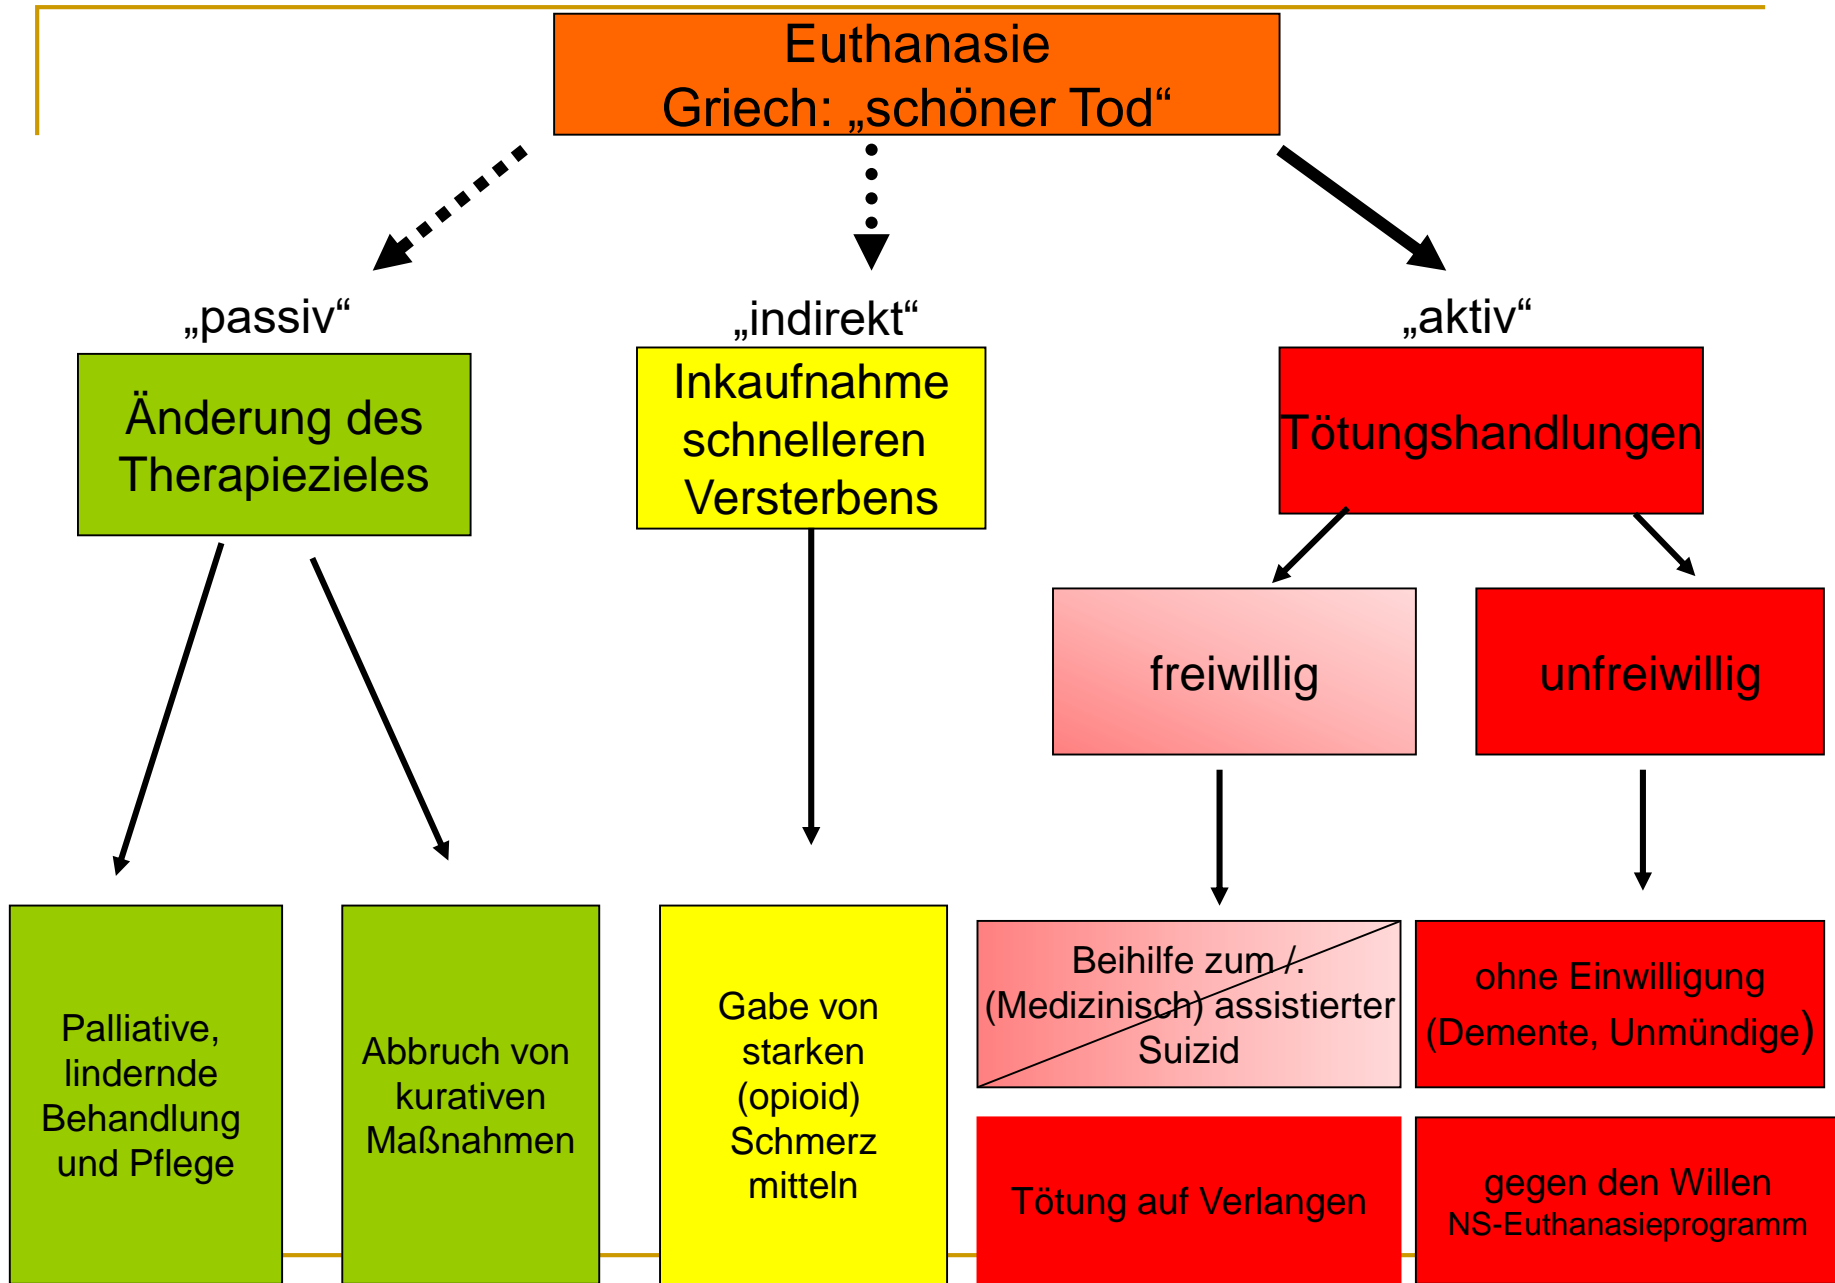 Euthanasie
Griech: „schöner Tod“
„passiv“
„indirekt“
„aktiv“
Änderung des
Therapiezieles
Inkaufnahme
schnelleren
Versterbens
Tötungshandlungen
freiwillig
unfreiwillig
Palliative,
lindernde
Behandlung
und Pflege
Abbruch von
kurativen
Maßnahmen
Gabe von
starken
(opioid)
Schmerz
mitteln
Beihilfe zum /.
(Medizinisch) assistierter
Suizid
ohne Einwilligung
(Demente, Unmündige)
Tötung auf Verlangen
gegen den Willen
NS-Euthanasieprogramm